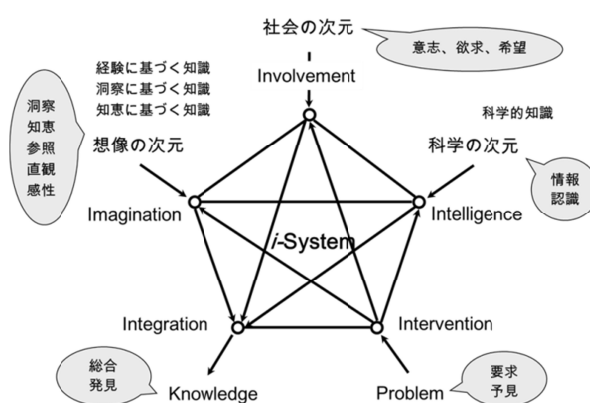 社会の次元
意志、欲求、希望
Involvement
経験に基づく知識
洞察に基づく知識
知恵に基づく知識
洞察
知恵
参照
直観
感性
想像の次元
科学的知識
科学の次元
情報
認識
Imagination
Intelligence
i-System
Integration
Intervention
総合
発見
Knowledge
Problem
要求
予見